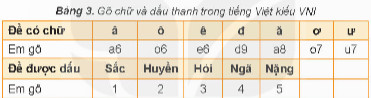 Bảng 3. Gõ chữ và dấu thanh trong tiếng Việt kiểu VNI
Để có chữ â ô ê đ ă ơ ư
Em gõ a6 o6 e6 d9 a8 o7 u7
Để được dấu Sắc Huyền Hỏi Ngã Nặng
Em gõ 1 2 3 4 5